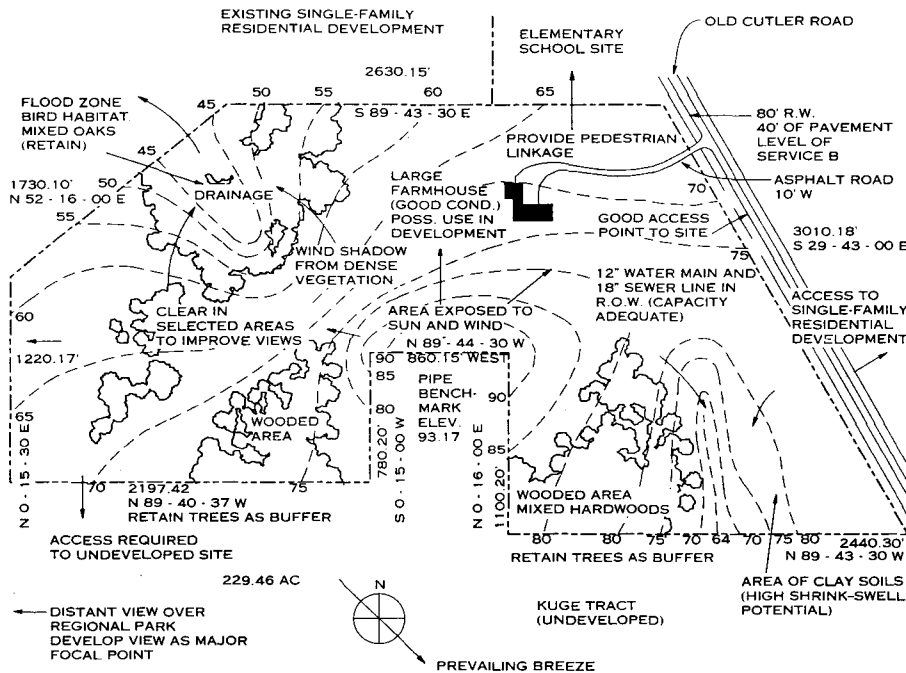 EXISTING SINGLE-FAMILY
RESIDENTIAL DEVELOPMENT
ELEMENTARY
SCHOOL SITE
OLD CUTLER ROAD
2630.15'
S 89 - 43 - 30 E
45
50
55
60
65
FLOOD ZONE
BIRD HABITAT
MIXED OAKS
(RETAIN)
PROVIDE PEDESTRIAN
LINKAGE
80' R.W.
40' OF PAVEMENT
LEVEL OF
SERVICE B
ASPHALT ROAD
10' W
45
50
55
1730.10'
N 52 - 16 - 00 E
DRAINAGE
LARGE
FARMHOUSE
(GOOD COND.)
POSS. USE IN
DEVELOPMENT
70
GOOD ACCESS
POINT TO SITE
75
3010.18'
S 29 - 43 - 00 E
WIND SHADOW
FROM DENSE
VEGETATION
12" WATER MAIN AND
18" SEWER LINE IN
R.O.W. (CAPACITY
ADEQUATE)
ACCESS TO
SINGLE-FAMILY
RESIDENTIAL
DEVELOPMENT
60
CLEAR IN
SELECTED AREAS
TO IMPROVE VIEWS
AREA EXPOSED TO
SUN AND WIND
N 89° - 44 - 30 W
860.15 WEST
1220.17'
90
85
80
PIPE
BENCH-
MARK
ELEV.
93.17
90
85
65
WOODED
AREA
N 0 - 15 - 30 E
780.20'
S 0 - 15 - 00 W
N 0 - 16 - 00 E
1100.20'
WOODED AREA
MIXED HARDWOODS
70
75
2197.42
N 89 - 40 - 37 W
RETAIN TREES AS BUFFER
80
80
75
70
64
70
75
80
2440.30'
N 89 - 43 - 30 W
RETAIN TREES AS BUFFER
ACCESS REQUIRED
TO UNDEVELOPED SITE
229.46 AC
N
AREA OF CLAY SOILS
(HIGH SHRINK-SWELL
POTENTIAL)
KUGE TRACT
(UNDEVELOPED)
DISTANT VIEW OVER
REGIONAL PARK
DEVELOP VIEW AS MAJOR
FOCAL POINT
PREVAILING BREEZE